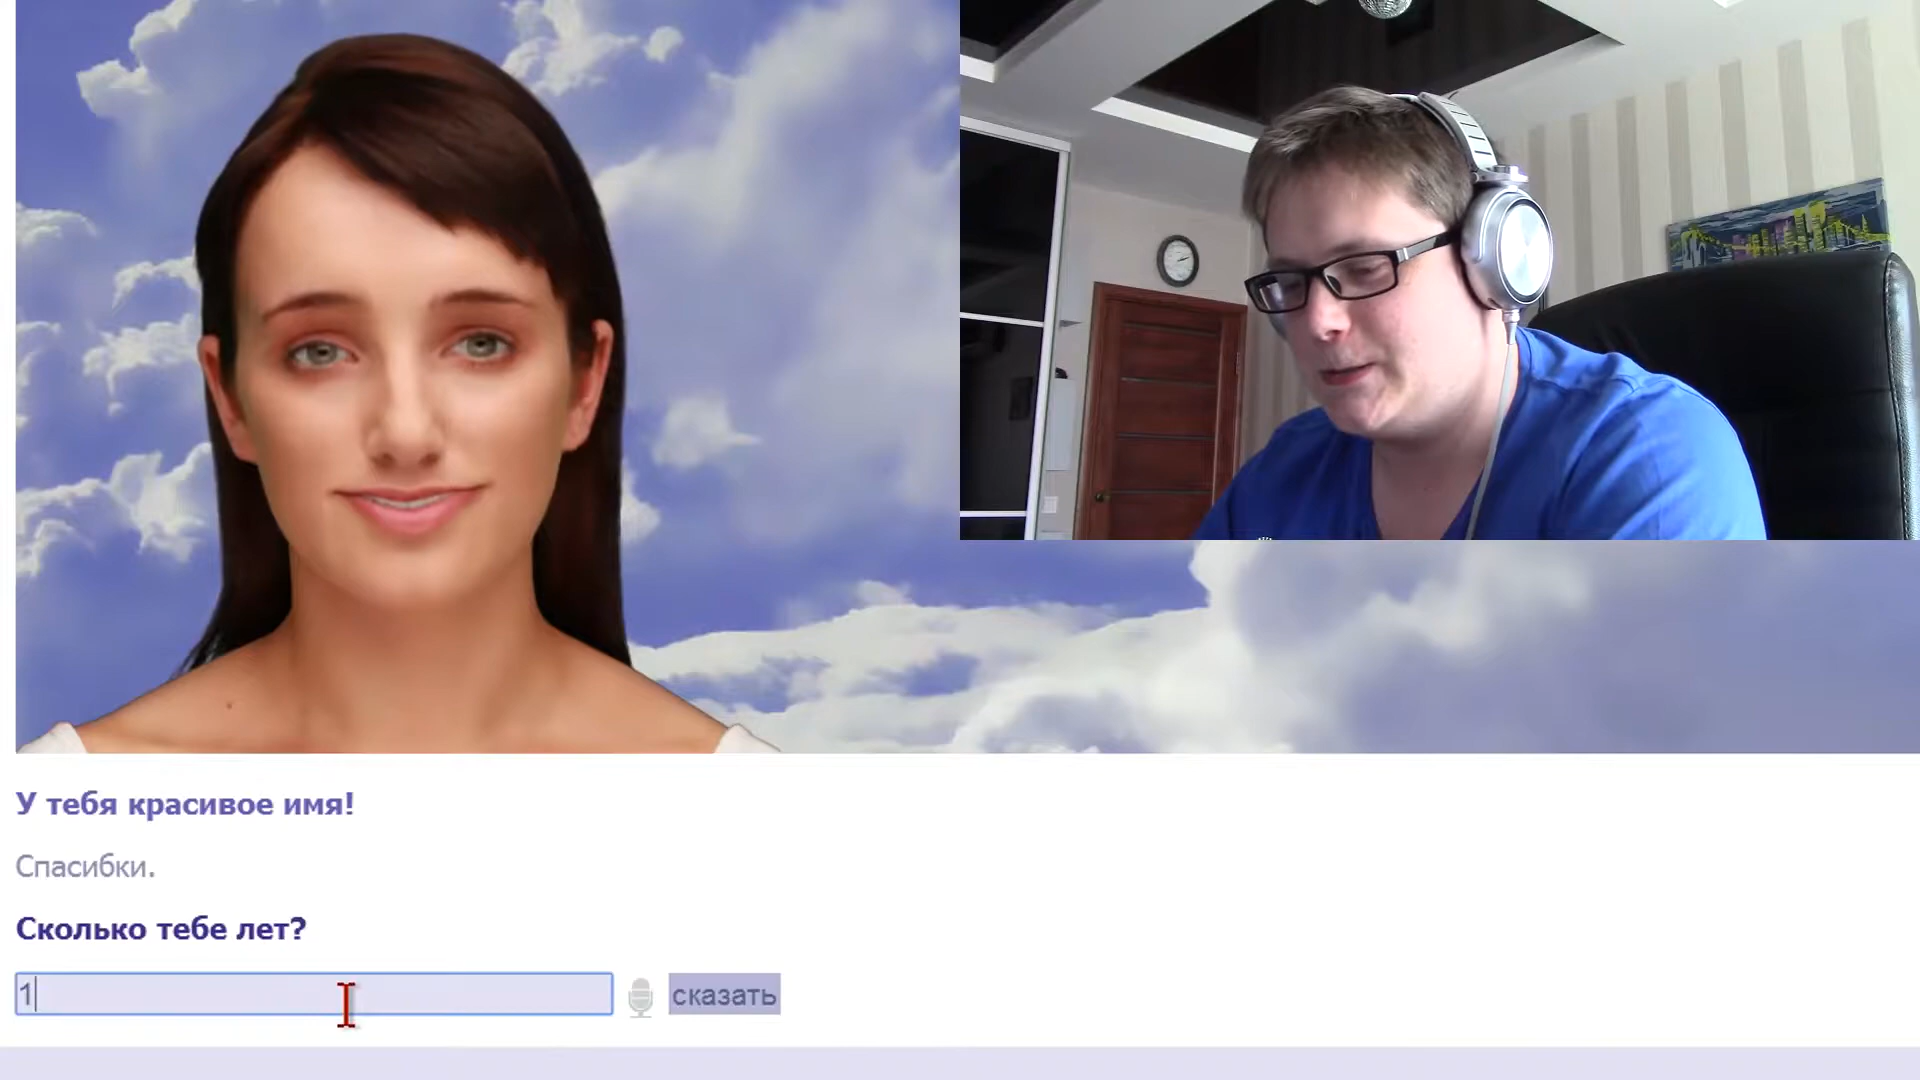 У тебя красивое имя!
Спасибки.
Сколько тебе лет?
1
сказать